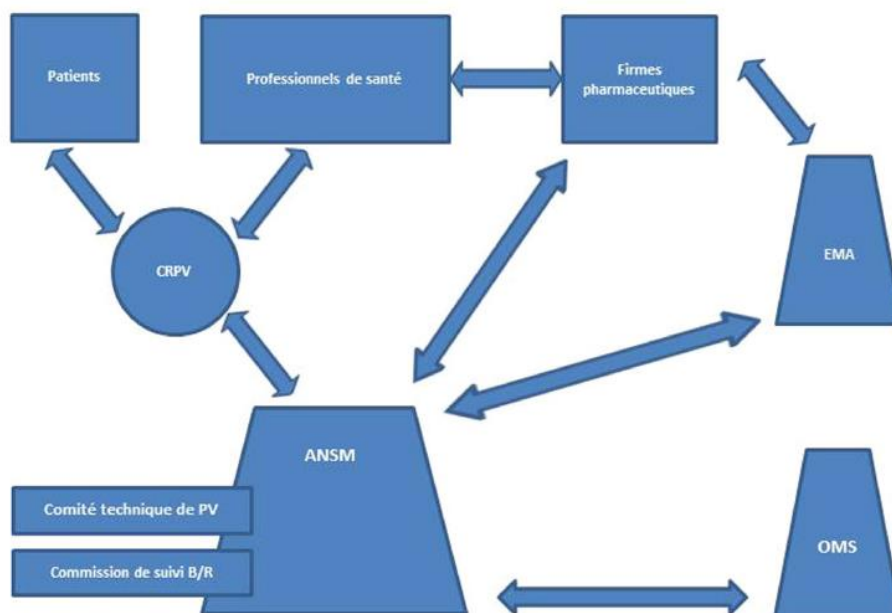 Patients
Professionnels de santé
Firmes
pharmaceutiques
CRPV
EMA
ANSM
Comité technique de PV
Commission de suivi B/R
OMS